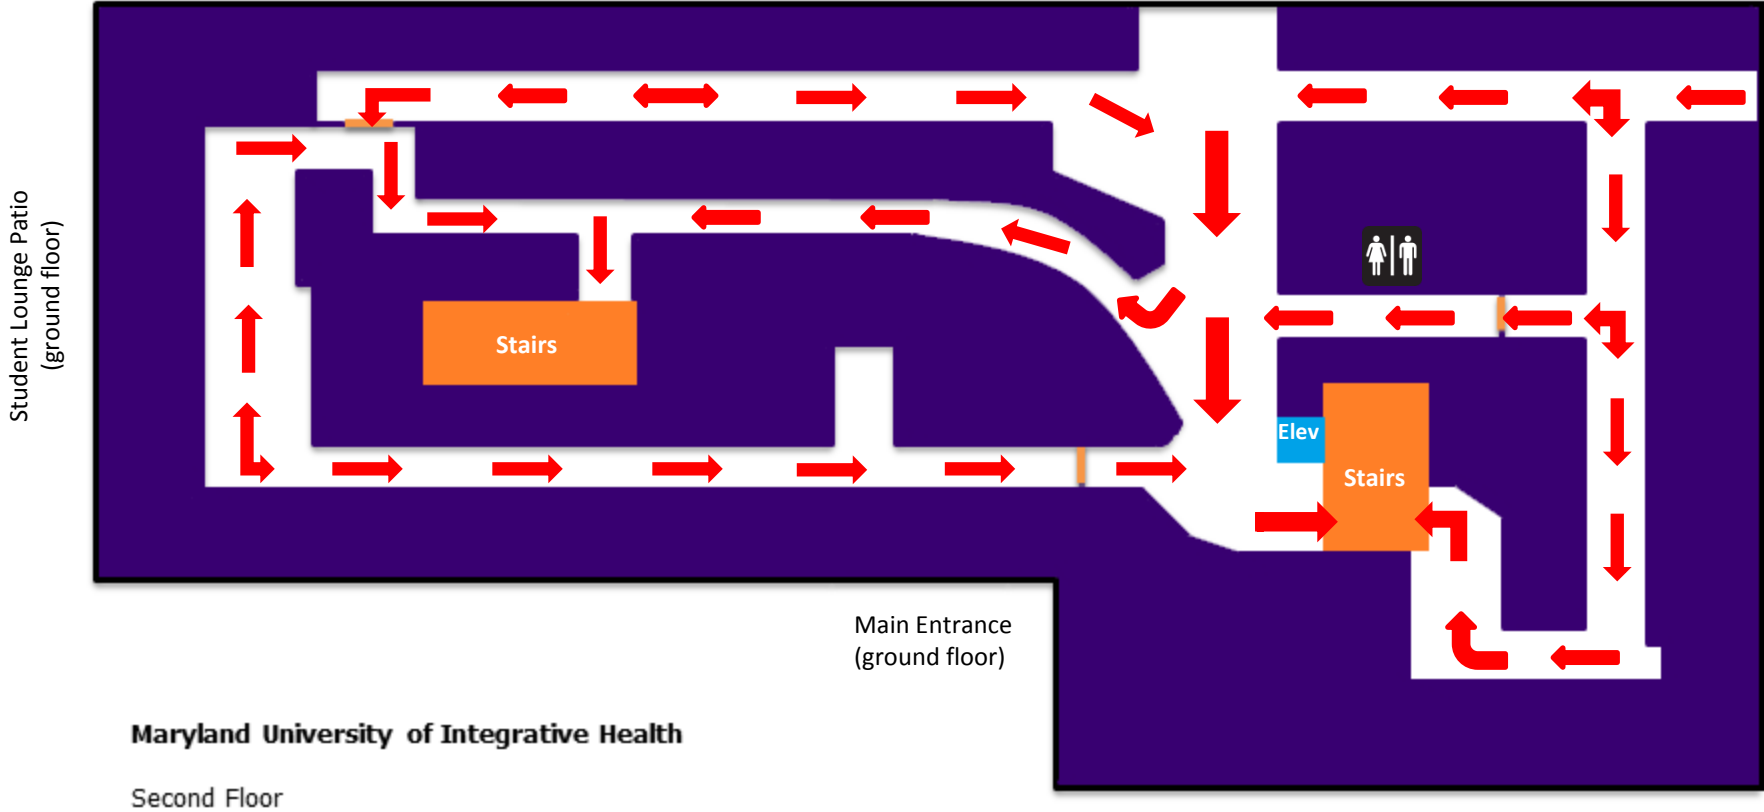 Student Lounge Patio
(ground floor)
Stairs
Elev
Stairs
Main Entrance
(ground floor)
Maryland University of Integrative Health
Second Floor